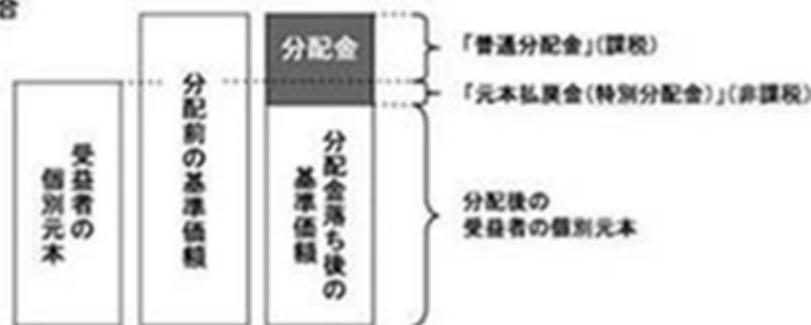 合
分配金
「普通分配金」(課税)
「元本払戻金(特別分配金)」(非課税)
受益者の
個別元本
分配前の基準価額
分配金落ち後の
基準価額
分配後の
受益者の個別元本